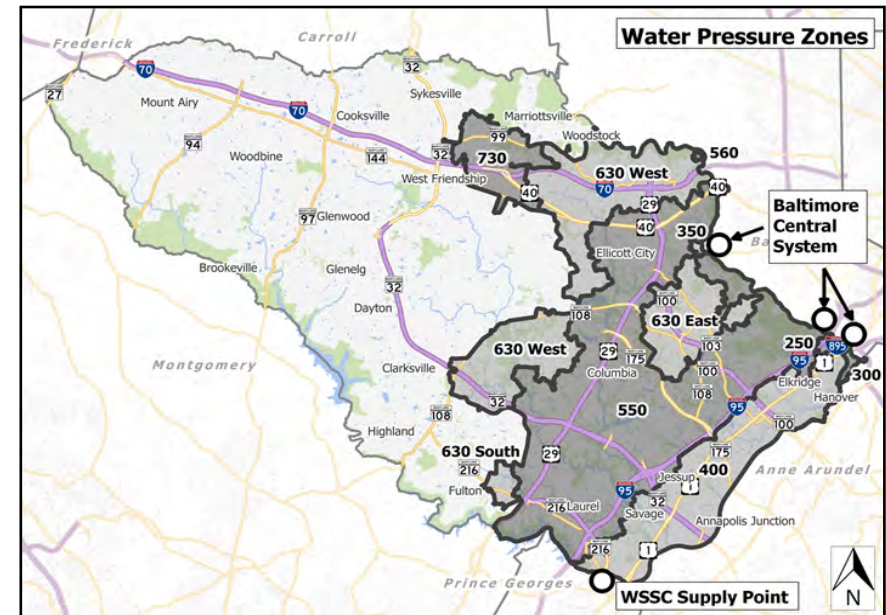 Water Pressure Zones
Frederick
Carroll
70
32
Sykesville
27
Mount Airy
70
Cooksville
Marriottsville
Woodstock
94
99
Woodbine
144
32
730
560
West Friendship
630 West
40
70
40
29
Baltimore
Central
System
97
Glenwood
40
350
Ellicott City
Brookeville
Glenelg
32
100
Dayton
108
630 East
250
895
630 West
29
175
103
95
1
300
Montgomery
Clarksville
Columbia
100
Elkridge
32
108
Hanover
108
550
95
100
Highland
630 South
29
175
216
400
Anne Arundel
Fulton
95
Jessup
1
32
216
Laurel
Savage
Annapolis Junction
216
1
Prince Georges
WSSC Supply Point
N